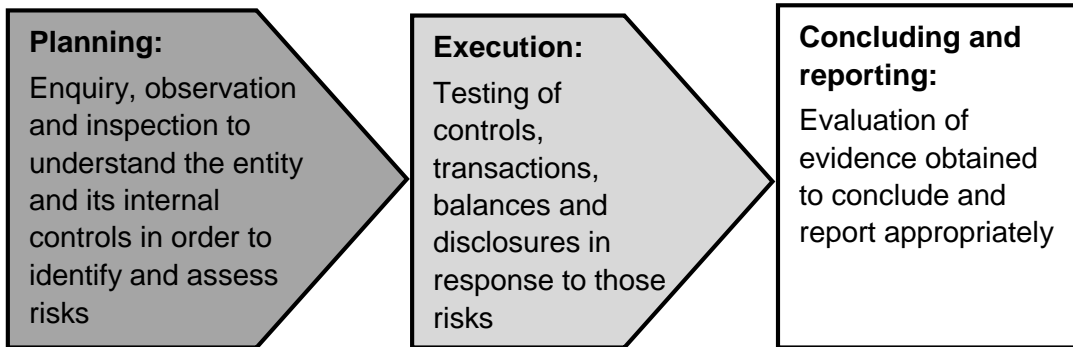 Planning:
Enquiry, observation
and inspection to
understand the entity
and its internal
controls in order to
identify and assess
risks
Execution:
Testing of
controls,
transactions,
balances and
disclosures in
response to those
risks
Concluding and
reporting:
Evaluation of
evidence obtained
to conclude and
report appropriately